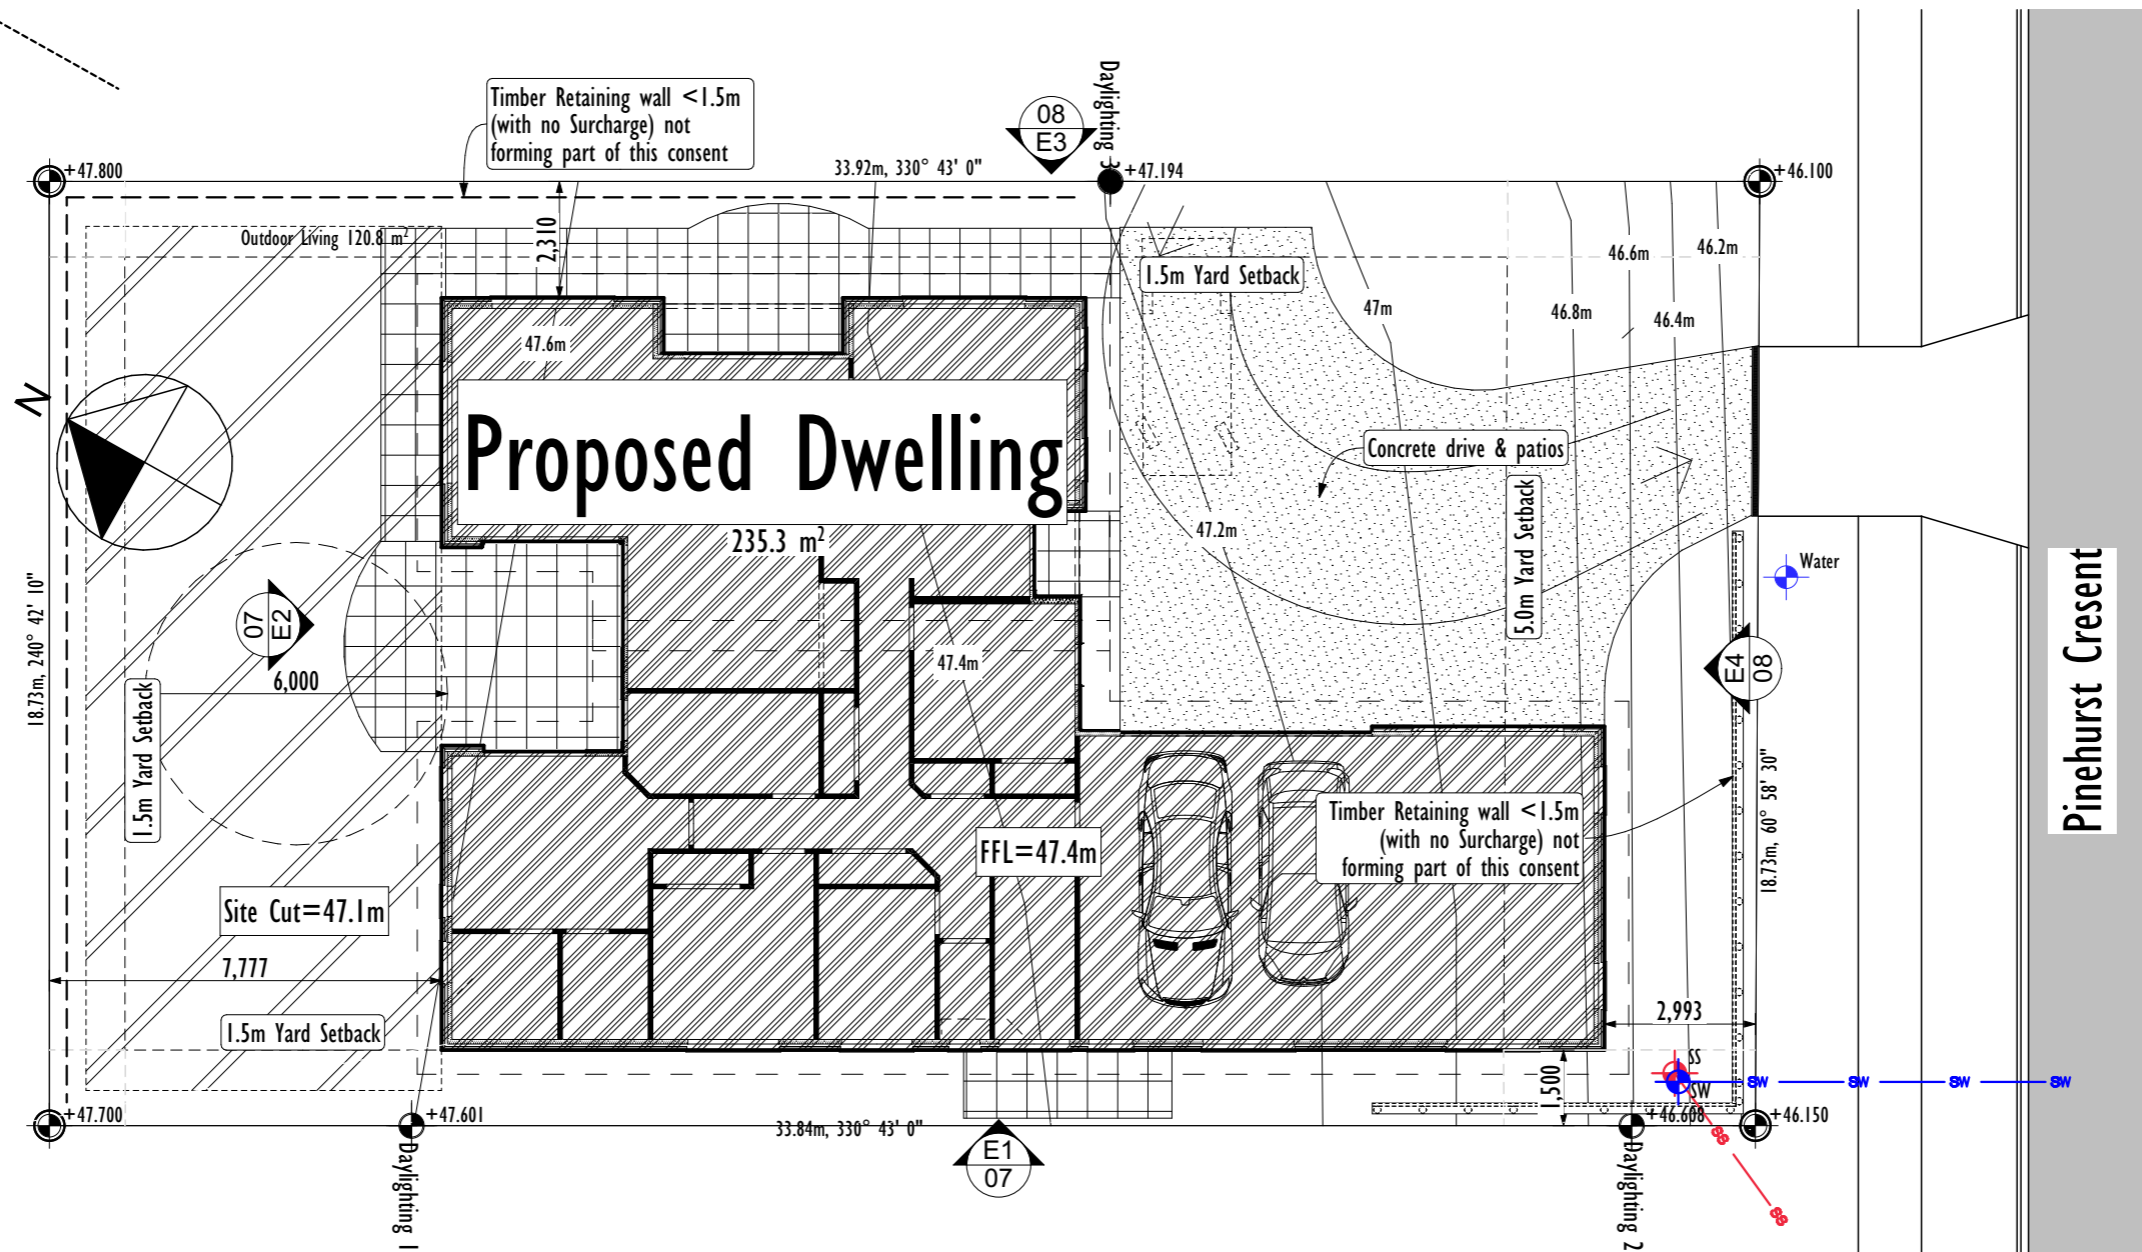 Timber Retaining wall <1.5m
(with no Surcharge) not
forming part of this consent
08
E3
Daylighting 3
+47.800
33.92m, 330° 43' 0"
+47.194
+46.100
Outdoor Living 120.8 m²
2,310
1.5m Yard Setback
46.6m
46.2m
47m
46.8m
46.4m
47.6m
N
Proposed Dwelling
235.3 m²
Concrete drive & patios
47.2m
5.0m Yard Setback
Water
Pinehurst Cresent
18.73m, 240° 42' 10"
07
E2
6,000
47.4m
E4
08
1.5m Yard Setback
FFL=47.4m
Timber Retaining wall <1.5m
(with no Surcharge) not
forming part of this consent
18.73m, 60° 58' 30"
Site Cut=47.1m
7,777
1.5m Yard Setback
2,993
1,500
SS
SW
SW
SW
SW
SW
+47.700
+47.601
33.84m, 330° 43' 0"
+46.608
+46.150
E1
07
SS
SS
Daylighting 1
Daylighting 2